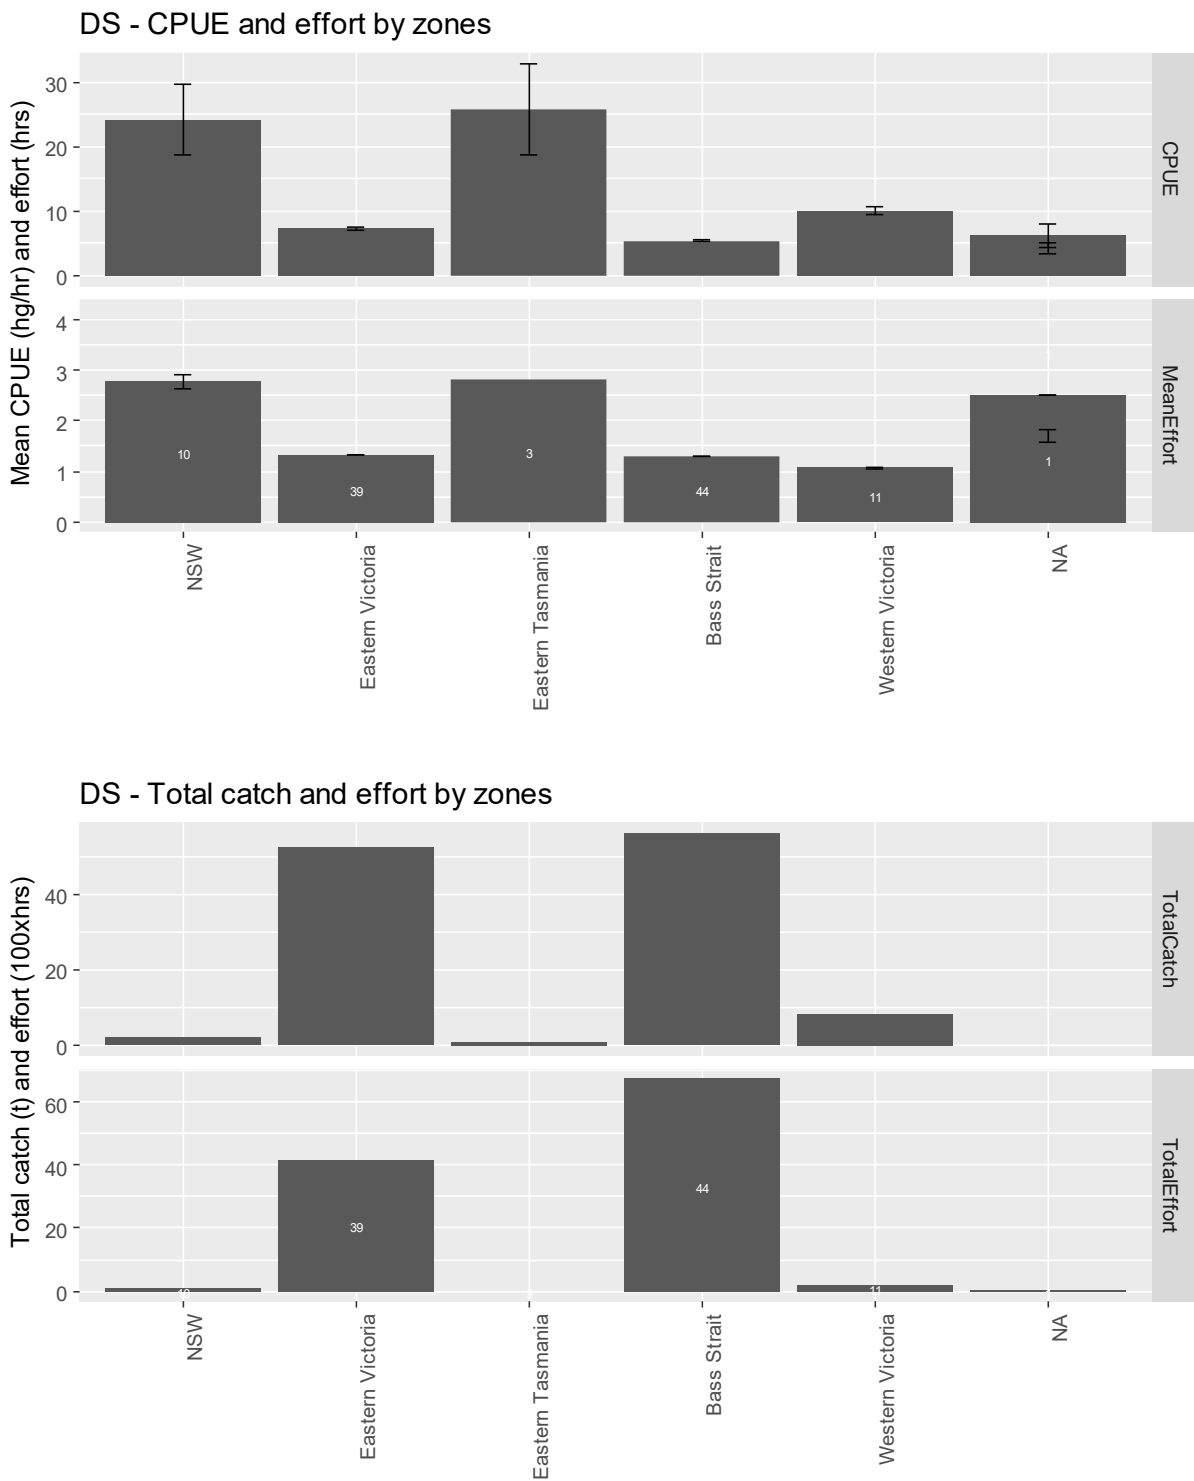 DS - CPUE and effort by zones
Mean CPUE (hg/hr) and effort (hrs)
30
20
10
0
CPUE
4
3
2
1
0
10
39
3
44
11
1
MeanEffort
NSW
Eastern Victoria
Eastern Tasmania
Bass Strait
Western Victoria
NA
DS - Total catch and effort by zones
Total catch (t) and effort (100xhrs)
40
20
0
TotalCatch
60
40
20
0
39
44
11
TotalEffort
NSW
Eastern Victoria
Eastern Tasmania
Bass Strait
Western Victoria
NA